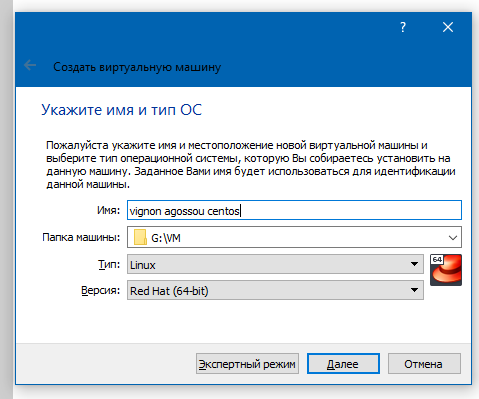 ?
Создать виртуальную машину
Укажите имя и тип ОС
Пожалуйста укажите имя и местоположение новой виртуальной машины и
выберите тип операционной системы, которую Вы собираетесь установить на
данную машину. Заданное Вами имя будет использоваться для идентификации
данной машины.
Имя: vignon agossou centos
Папка машины: G:\VM
Тип: Linux
64
Версия: Red Hat (64-bit)
Экспертный режим Далее Отмена